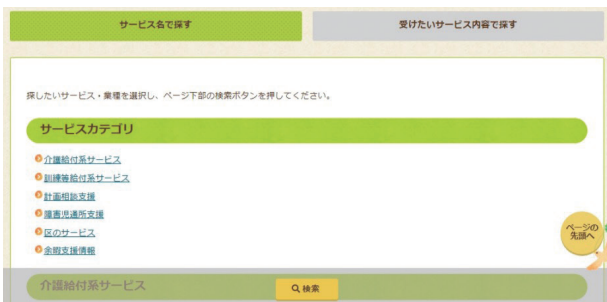 サービス名で探す
受けたいサービス内容で探す
探したいサービス・業種を選択し、ページ下部の検索ボタンを押してください。
サービスカテゴリ
介護給付系サービス
訓練等給付系サービス
計画相談支援
障害児通所支援
区のサービス
余暇支援情報
ページの
先頭へ
介護給付系サービス
検索